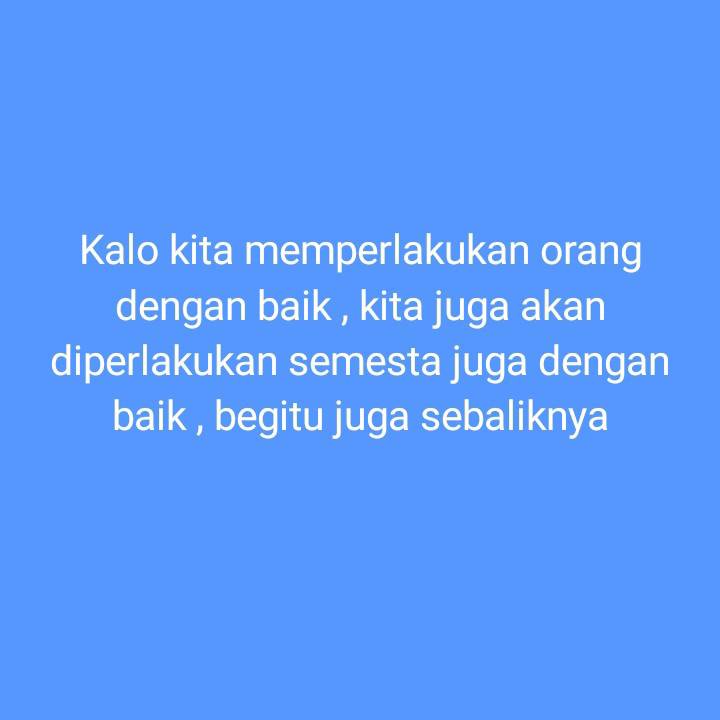 Kalo kita memperlakukan orang
dengan baik , kita juga akan
diperlakukan semesta juga dengan
baik , begitu juga sebaliknya